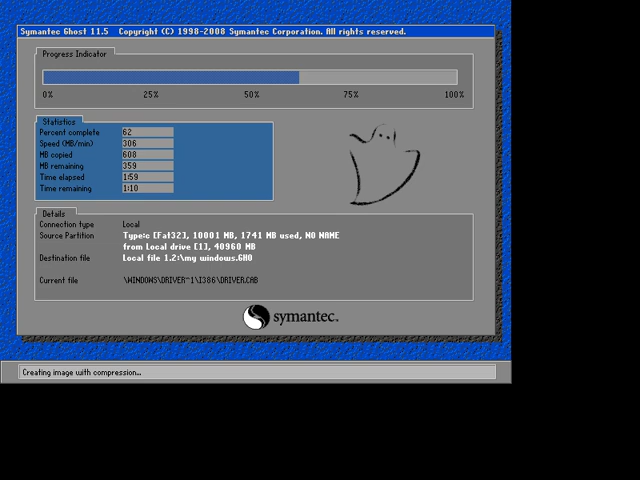 Symantec Ghost 11.5 Copyright (C) 1998-2008 Symantec Corporation. All rights reserved.
Progress Indicator
0% 25% 50% 75% 100%
Statistics
Percent complete 62
Speed (MB/min) 306
MB copied 608
MB remaining 359
Time elapsed 1:59
Time remaining 1:10
Details
Connection type Local
Source Partition Type:c [Fat32], 10001 MB, 1741 MB used, NO NAME
from Local drive [1], 40960 MB
Destination file Local file 1.2:\my windows.GHO
Current file \WINDOWS\DRIVER~1\I386\DRIVER.CAB
symantec.
Creating image with compression...